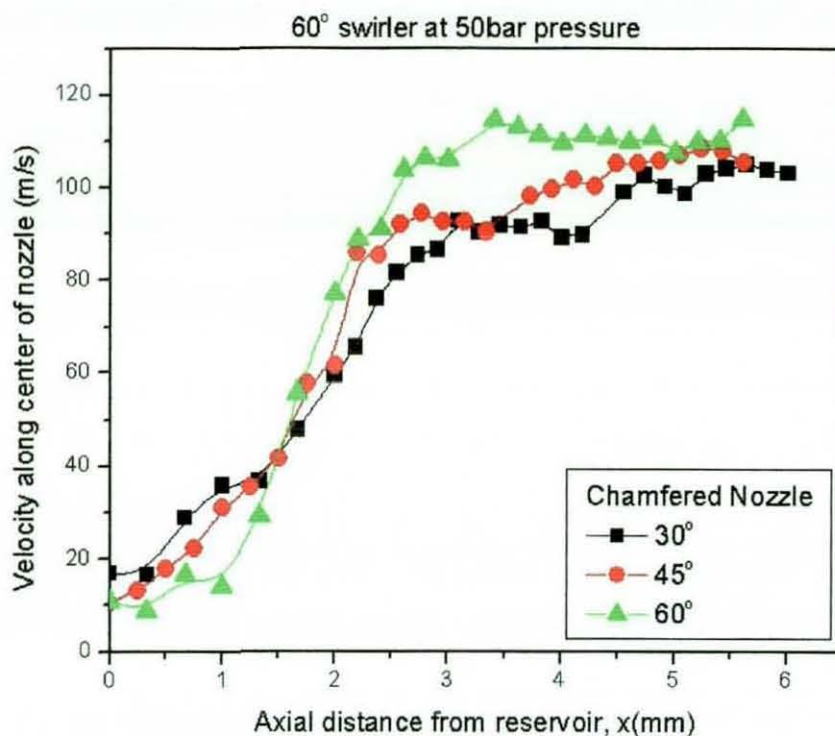 60° swirler at 50bar pressure
Velocity along center of nozzle (m/s)
120
100
80
60
40
20
0
0 1 2 3 4 5 6
Axial distance from reservoir, x(mm)
Chamfered Nozzle
30°
45°
60°